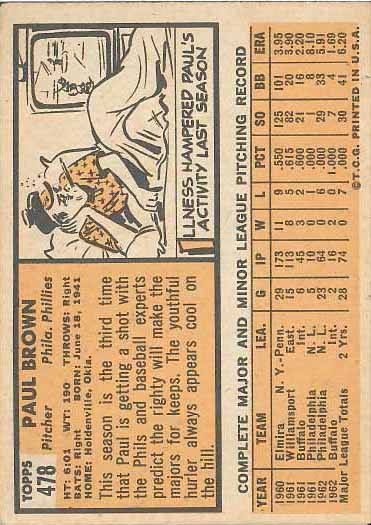 TOPPS
478
PAUL BROWN
Pitcher Phila. Phillies
HT: 6:01 WT: 190 THROWS: Right
BATS: Right BORN: June 18, 1941
HOME: Holdenville, Okla.
This season is the third time
that Paul is getting a shot with
the Phils and baseball experts
predict the righty will make the
majors for keeps. The youthful
hurler always appears cool on
the hill.
ILLNESS HAMPERED PAUL'S
ACTIVITY LAST SEASON
COMPLETE MAJOR AND MINOR LEAGUE PITCHING RECORD
YEAR TEAM LEA. G IP W L PCT SO BB ERA
1960 Elmira N. Y.-Penn. 29 173 11 9 .550 125 101 3.95
1961 Williamsport East. 15 113 8 5 .615 82 20 3.90
1961 Buffalo Int. 6 45 3 2 .600 21 16 2.20
1961 Philadelphia N. L. 5 10 0 1 .000 1 8 8.10
1962 Philadelphia N. L. 23 64 0 6 .000 29 33 5.91
1962 Buffalo Int. 2 16 2 0 1.000 7 4 1.69
Major League Totals 2 Yrs. 28 74 0 7 .000 30 41 6.20
© T.C.G. PRINTED IN U.S.A.